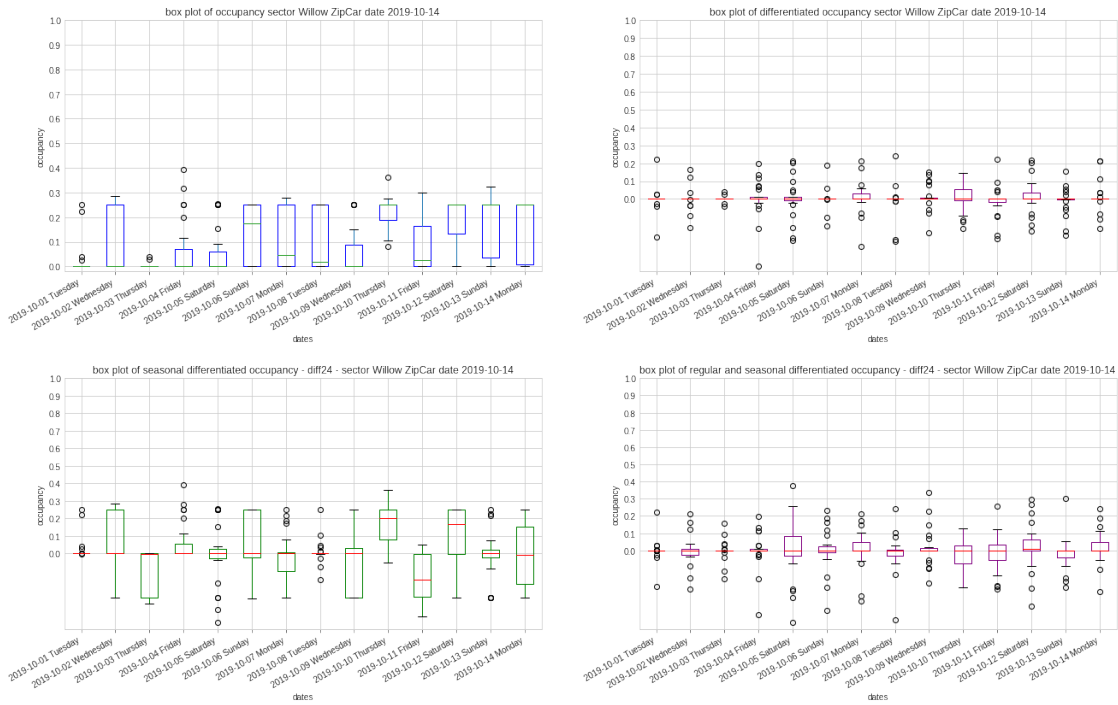 box plot of occupancy sector Willow ZipCar date 2019-10-14
1.0
0.9
0.8
0.7
0.6
0.5
0.4
0.3
0.2
0.1
0.0
occupancy
2019-10-01 Tuesday
2019-10-02 Wednesday
2019-10-03 Thursday
2019-10-04 Friday
2019-10-05 Saturday
2019-10-06 Sunday
2019-10-07 Monday
2019-10-08 Tuesday
2019-10-09 Wednesday
2019-10-10 Thursday
2019-10-11 Friday
2019-10-12 Saturday
2019-10-13 Sunday
2019-10-14 Monday
dates
box plot of differentiated occupancy sector Willow ZipCar date 2019-10-14
1.0
0.9
0.8
0.7
0.6
0.5
0.4
0.3
0.2
0.1
0.0
occupancy
2019-10-01 Tuesday
2019-10-02 Wednesday
2019-10-03 Thursday
2019-10-04 Friday
2019-10-05 Saturday
2019-10-06 Sunday
2019-10-07 Monday
2019-10-08 Tuesday
2019-10-09 Wednesday
2019-10-10 Thursday
2019-10-11 Friday
2019-10-12 Saturday
2019-10-13 Sunday
2019-10-14 Monday
dates
box plot of seasonal differentiated occupancy - diff24 - sector Willow ZipCar date 2019-10-14
1.0
0.9
0.8
0.7
0.6
0.5
0.4
0.3
0.2
0.1
0.0
occupancy
2019-10-01 Tuesday
2019-10-02 Wednesday
2019-10-03 Thursday
2019-10-04 Friday
2019-10-05 Saturday
2019-10-06 Sunday
2019-10-07 Monday
2019-10-08 Tuesday
2019-10-09 Wednesday
2019-10-10 Thursday
2019-10-11 Friday
2019-10-12 Saturday
2019-10-13 Sunday
2019-10-14 Monday
dates
box plot of regular and seasonal differentiated occupancy - diff24 - sector Willow ZipCar date 2019-10-14
1.0
0.9
0.8
0.7
0.6
0.5
0.4
0.3
0.2
0.1
0.0
occupancy
2019-10-01 Tuesday
2019-10-02 Wednesday
2019-10-03 Thursday
2019-10-04 Friday
2019-10-05 Saturday
2019-10-06 Sunday
2019-10-07 Monday
2019-10-08 Tuesday
2019-10-09 Wednesday
2019-10-10 Thursday
2019-10-11 Friday
2019-10-12 Saturday
2019-10-13 Sunday
2019-10-14 Monday
dates